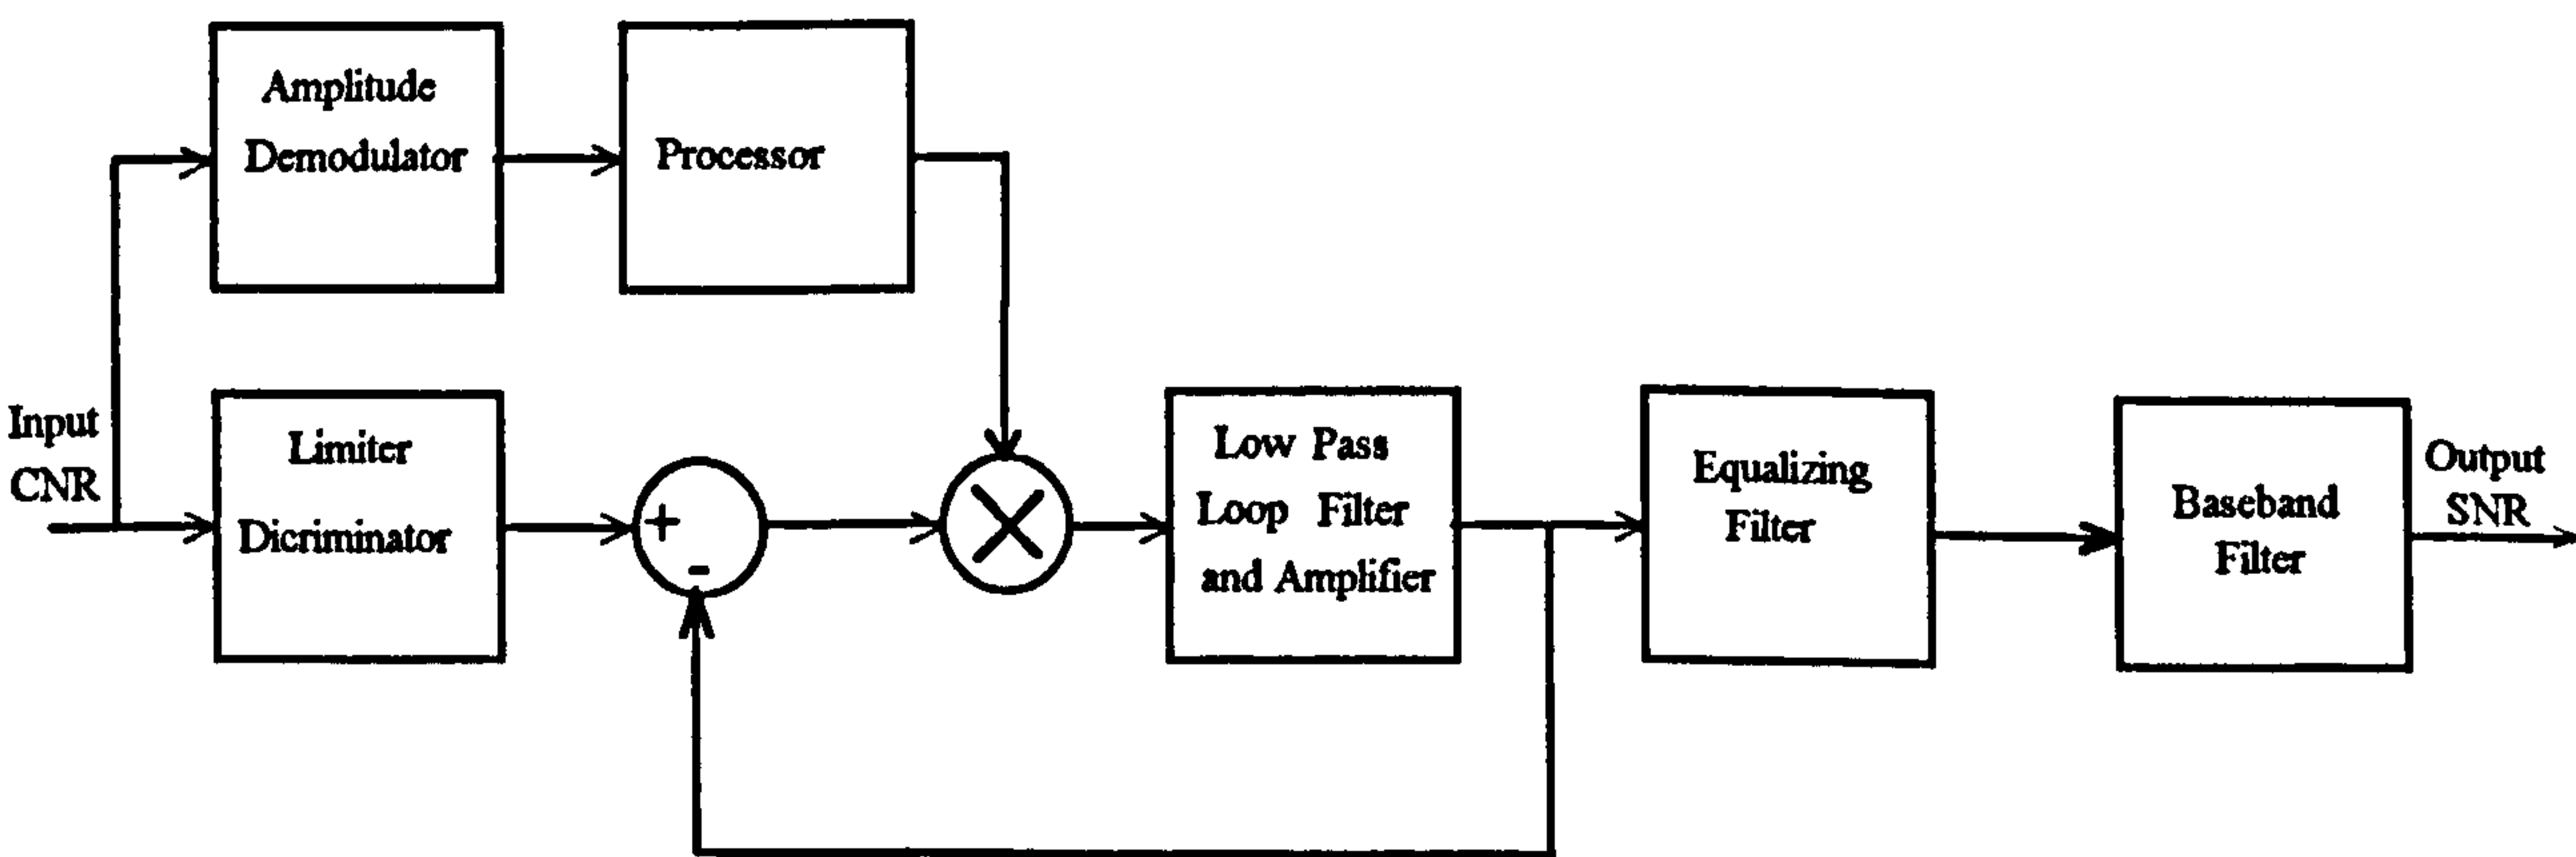 Amplitude
Demodulator
Processor
Input
CNR
Limiter
Dicriminator
+
-
Low Pass
Loop Filter
and Amplifier
Equalizing
Filter
Baseband
Filter
Output
SNR